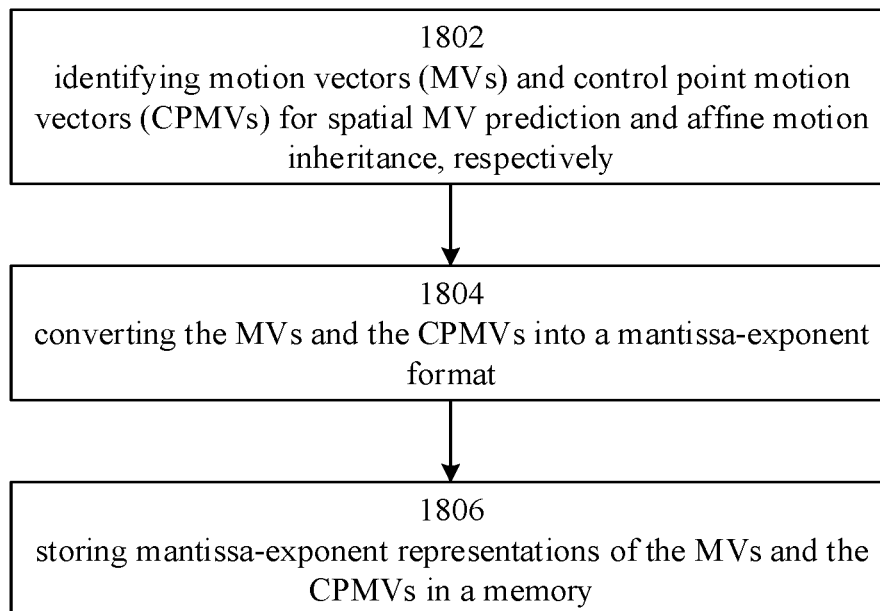 1802
identifying motion vectors (MVs) and control point motion
vectors (CPMVs) for spatial MV prediction and affine motion
inheritance, respectively
1804
converting the MVs and the CPMVs into a mantissa-exponent
format
1806
storing mantissa-exponent representations of the MVs and the
CPMVs in a memory